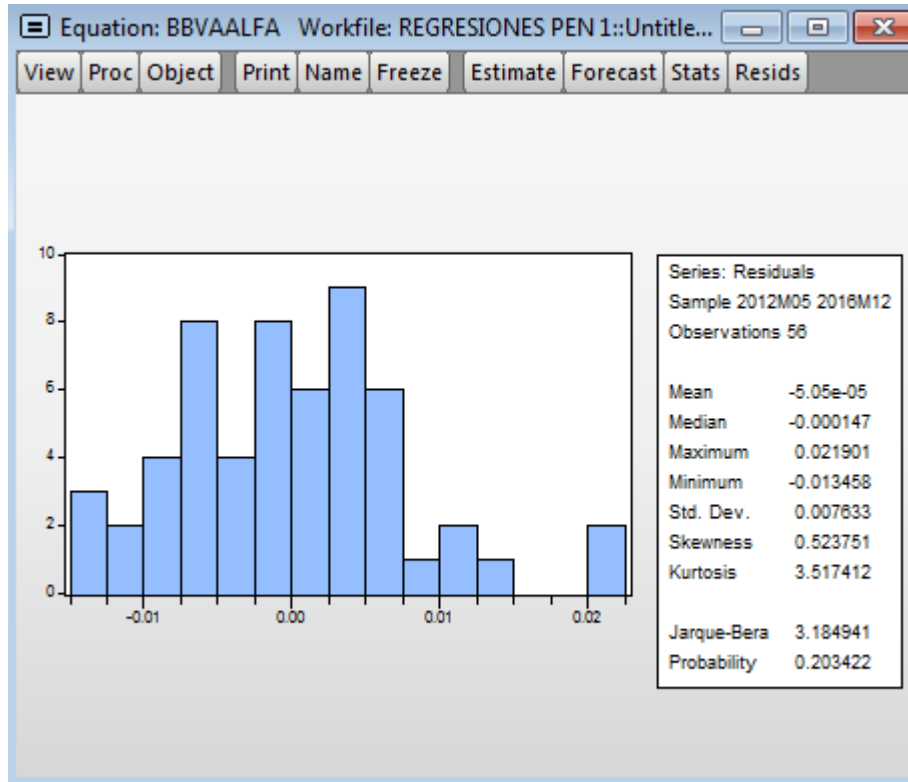 Equation: BBVAALFA Workfile: REGRESIONES PEN 1::Untitle...
View Proc Object Print Name Freeze Estimate Forecast Stats Resids
10
8
6
4
2
0
-0.01 0.00 0.01 0.02
Series: Residuals
Sample 2012M05 2016M12
Observations 56
Mean -5.05e-05
Median -0.000147
Maximum 0.021901
Minimum -0.013458
Std. Dev. 0.007633
Skewness 0.523751
Kurtosis 3.517412
Jarque-Bera 3.184941
Probability 0.203422